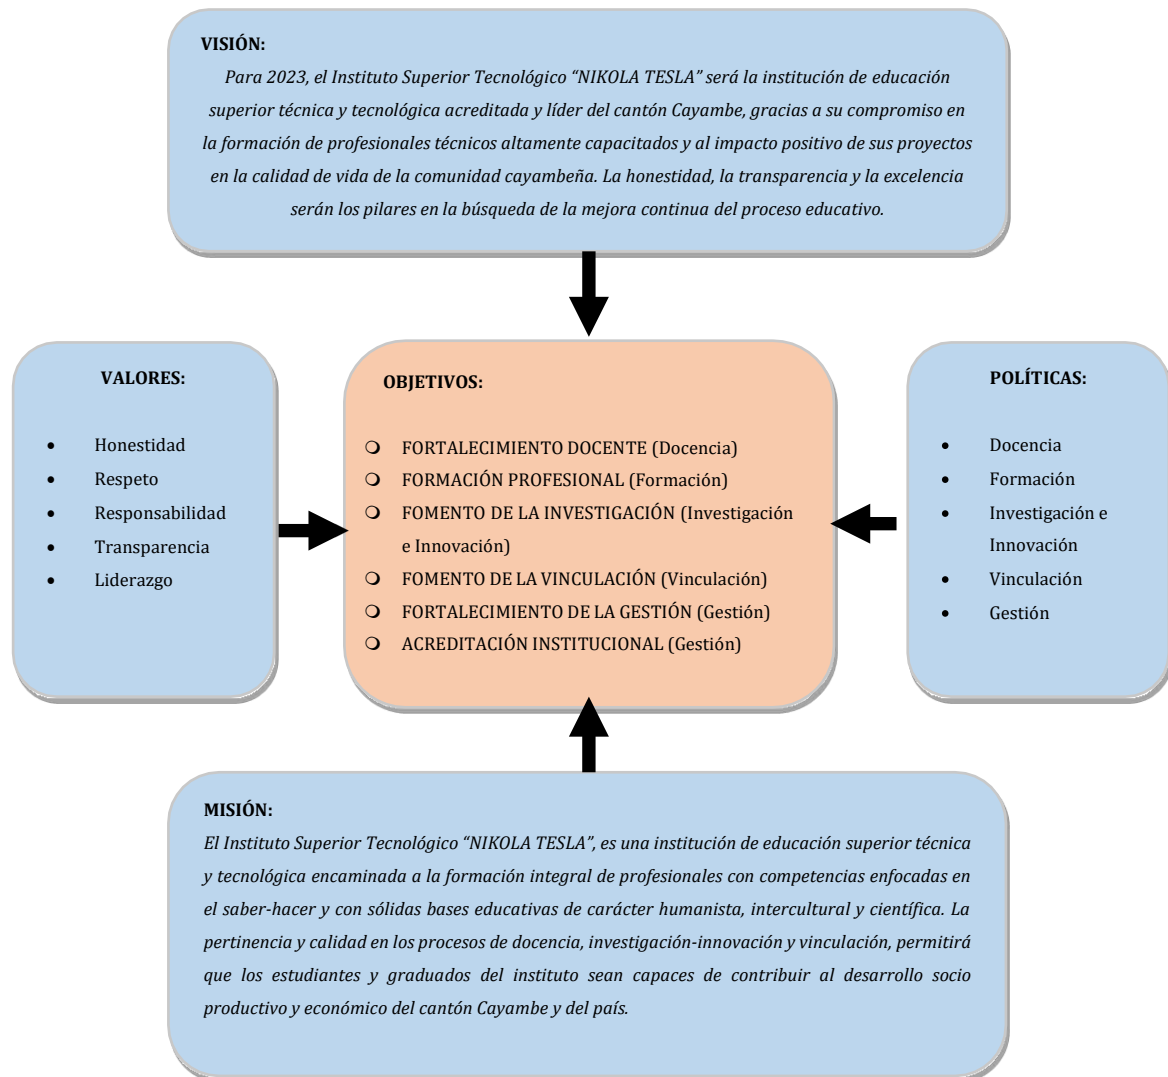 VISIÓN:
Para 2023, el Instituto Superior Tecnológico “NIKOLA TESLA” será la institución de educación
superior técnica y tecnológica acreditada y líder del cantón Cayambe, gracias a su compromiso en
la formación de profesionales técnicos altamente capacitados y al impacto positivo de sus proyectos
en la calidad de vida de la comunidad cayambeña. La honestidad, la transparencia y la excelencia
serán los pilares en la búsqueda de la mejora continua del proceso educativo.
VALORES:
• Honestidad
• Respeto
• Responsabilidad
• Transparencia
• Liderazgo
OBJETIVOS:
❍ FORTALECIMIENTO DOCENTE (Docencia)
❍ FORMACIÓN PROFESIONAL (Formación)
❍ FOMENTO DE LA INVESTIGACIÓN (Investigación
e Innovación)
❍ FOMENTO DE LA VINCULACIÓN (Vinculación)
❍ FORTALECIMIENTO DE LA GESTIÓN (Gestión)
❍ ACREDITACIÓN INSTITUCIONAL (Gestión)
POLÍTICAS:
• Docencia
• Formación
• Investigación e
Innovación
• Vinculación
• Gestión
MISIÓN:
El Instituto Superior Tecnológico “NIKOLA TESLA”, es una institución de educación superior técnica
y tecnológica encaminada a la formación integral de profesionales con competencias enfocadas en
el saber-hacer y con sólidas bases educativas de carácter humanista, intercultural y científica. La
pertinencia y calidad en los procesos de docencia, investigación-innovación y vinculación, permitirá
que los estudiantes y graduados del instituto sean capaces de contribuir al desarrollo socio
productivo y económico del cantón Cayambe y del país.